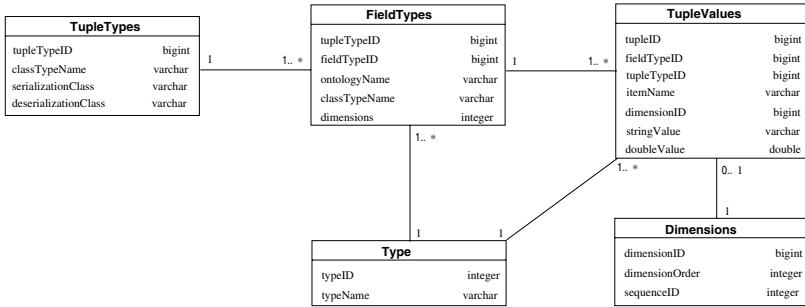 TupleTypes
tupleTypeID bigint
classTypeName varchar
serializationClass varchar
deserializationClass varchar
1
1.. *
FieldTypes
tupleTypeID bigint
fieldTypeID bigint
ontologyName varchar
classTypeName varchar
dimensions integer
1
1.. *
TupleValues
tupleID bigint
fieldTypeID bigint
tupleTypeID bigint
itemName varchar
dimensionID bigint
stringValue varchar
doubleValue double
1.. *
1.. *
0.. 1
1
1
1
Type
typeID integer
typeName varchar
Dimensions
dimensionID bigint
dimensionOrder integer
sequenceID integer